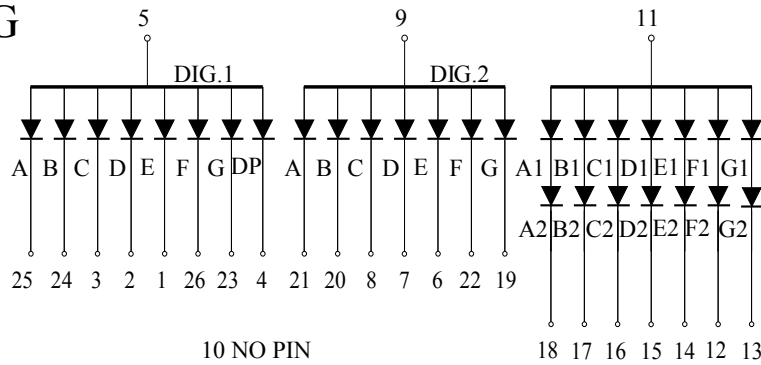 G
5 9 11
DIG.1 DIG.2
A B C D E F G DP A B C D E F G A1 B1 C1 D1 E1 F1 G1
A2 B2 C2 D2 E2 F2 G2
25 24 3 2 1 26 23 4 21 20 8 7 6 22 19
10 NO PIN
18 17 16 15 14 12 13